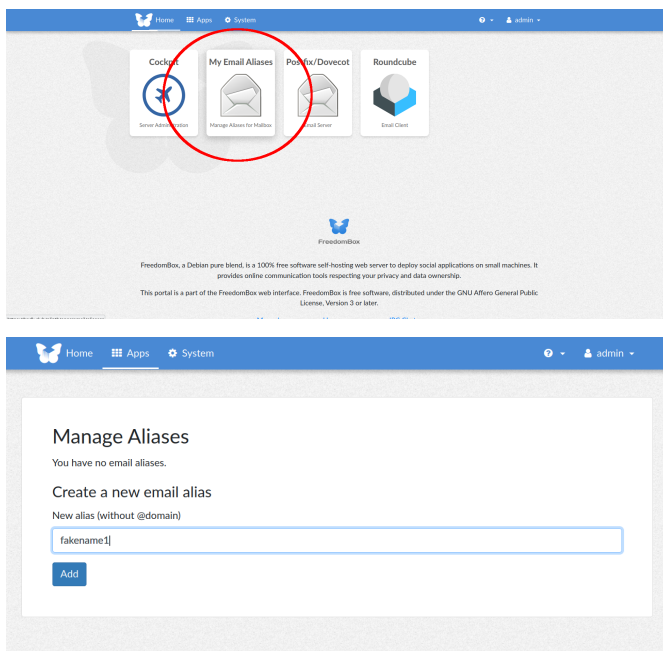 Home Apps System admin
Cockpit My Email Aliases Postfix/Dovecot Roundcube
Server Administration Manage Aliases for Mailbox Email Server Email Client
FreedomBox
FreedomBox, a Debian pure blend, is a 100% free software self-hosting web server to deploy social applications on small machines. It
provides online communication tools respecting your privacy and data ownership.
This portal is a part of the FreedomBox web interface. FreedomBox is free software, distributed under the GNU Affero General Public
License, Version 3 or later.
Home Apps System admin
Manage Aliases
You have no email aliases.
Create a new email alias
New alias (without @domain)
fakename1
Add